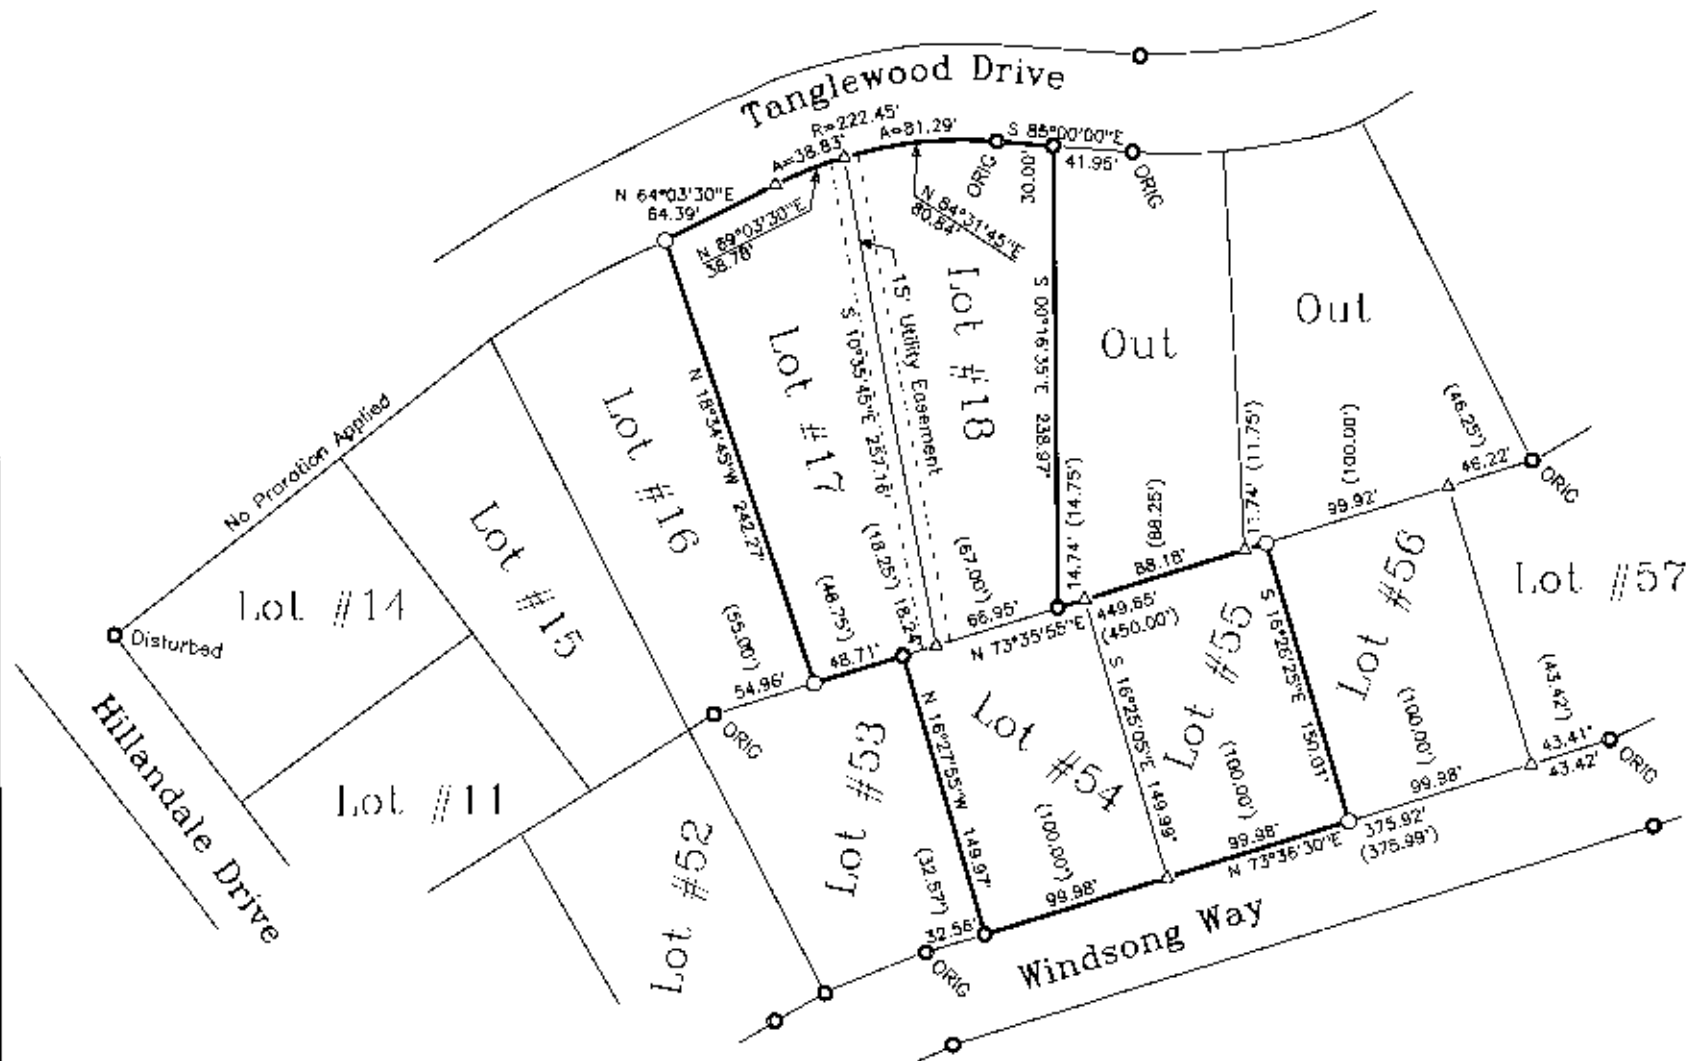 Tanglewood Drive
R=222.45'
A=38.83'
A=81.29'
S 85°00'00"E
41.95'
30.00'
ORIG
ORIG
N 64°03'30"E
64.39'
N 69°03'30"E
38.78'
N 84°31'45"E
80.84'
15' Utility Easement
S 10°35'45"E 257.16'
S 00°16'35"E 238.97'
N 18°34'45"W 242.27'
Lot #18
Lot #17
Lot #16
Lot #15
Lot #14
Lot #11
Out
Out
No Proration Applied
Disturbed
Hillandale Drive
(55.00')
54.96'
ORIG
(48.75')
48.71'
(18.25')
18.24'
(67.00')
66.95'
N 73°35'55"E
449.65'
(450.00')
14.74' (14.75')
(88.25')
88.18'
11.74' (11.75')
(100.00')
99.92'
(46.25')
46.22'
ORIG
Lot #52
Lot #53
Lot #54
Lot #55
Lot #56
Lot #57
N 16°27'55"W 149.97'
S 16°25'05"E 149.99'
S 16°26'25"E 150.01'
(32.57')
32.56'
ORIG
(100.00')
99.98'
(100.00')
99.98'
N 73°36'30"E
375.92'
(375.99')
(100.00')
99.98'
(43.42')
43.41'
43.42'
ORIG
Windsong Way